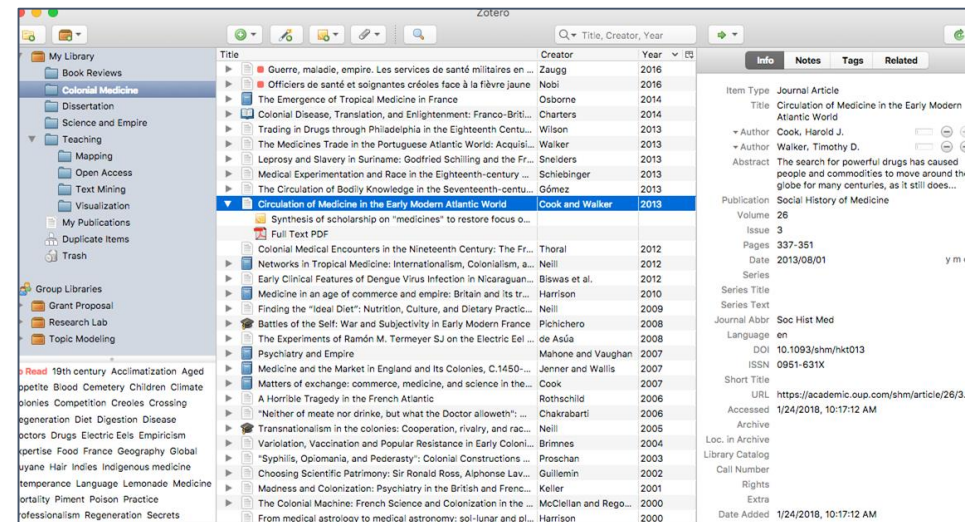 Zotero
Title, Creator, Year
My Library
Book Reviews
Colonial Medicine
Dissertation
Science and Empire
Teaching
Mapping
Open Access
Text Mining
Visualization
My Publications
Duplicate Items
Trash
Group Libraries
Grant Proposal
Research Lab
Topic Modeling
Read 19th century Acclimatization Aged
Blood Cemetery Children Climate
Competition Creoles Crossing
Diet Digestion Disease
Drugs Electric Eels Empiricism
Food France Geography Global
Hair Indies Indigenous medicine
Language Lemonade Medicine
Piment Poison Practice
Regeneration Secrets
Title Creator Year
Guerre, maladie, empire. Les services de santé militaires en ... Zaugg 2016
Officiers de santé et soignantes créoles face à la fièvre jaune Nobi 2016
The Emergence of Tropical Medicine in France Osborne 2014
Colonial Disease, Translation, and Enlightenment: Franco-Briti... Charters 2014
Trading in Drugs through Philadelphia in the Eighteenth Centu... Wilson 2013
The Medicines Trade in the Portuguese Atlantic World: Acquisi... Walker 2013
Leprosy and Slavery in Suriname: Godfried Schilling and the Fr... Snelders 2013
Medical Experimentation and Race in the Eighteenth-century ... Schiebinger 2013
The Circulation of Bodily Knowledge in the Seventeenth-centu... Gómez 2013
Circulation of Medicine in the Early Modern Atlantic World Cook and Walker 2013
Synthesis of scholarship on "medicines" to restore focus o...
Full Text PDF
Colonial Medical Encounters in the Nineteenth Century: The Fr... Thoral 2012
Networks in Tropical Medicine: Internationalism, Colonialism, a... Neill 2012
Early Clinical Features of Dengue Virus Infection in Nicaraguan... Biswas et al. 2012
Medicine in an age of commerce and empire: Britain and its tr... Harrison 2010
Finding the "Ideal Diet": Nutrition, Culture, and Dietary Practic... Neill 2009
Battles of the Self: War and Subjectivity in Early Modern France Pichichero 2008
The Experiments of Ramón M. Termeyer SJ on the Electric Eel ... de Asúa 2008
Psychiatry and Empire Mahone and Vaughan 2007
Medicine and the Market in England and Its Colonies, C.1450-... Jenner and Wallis 2007
Matters of exchange: commerce, medicine, and science in the... Cook 2007
A Horrible Tragedy in the French Atlantic Rothschild 2006
"Neither of meate nor drinke, but what the Doctor alloweth": ... Chakrabarti 2006
Transnationalism in the colonies: Cooperation, rivalry, and rac... Neill 2005
Variolation, Vaccination and Popular Resistance in Early Coloni... Brimnes 2004
"Syphilis, Opiomania, and Pederasty": Colonial Constructions ... Proschan 2003
Choosing Scientific Patrimony: Sir Ronald Ross, Alphonse Lav... Guillemin 2002
Madness and Colonization: Psychiatry in the British and Frenc... Keller 2001
The Colonial Machine: French Science and Colonization in the ... McClellan and Rego... 2000
From medical astrology to medical astronomy: sol-lunar and pl... Harrison 2000
Info Notes Tags Related
Item Type Journal Article
Title Circulation of Medicine in the Early Modern
Atlantic World
Author Cook, Harold J.
Author Walker, Timothy D.
Abstract The search for powerful drugs has caused
people and commodities to move around the
globe for many centuries, as it still does...
Publication Social History of Medicine
Volume 26
Issue 3
Pages 337-351
Date 2013/08/01 y m
Series
Series Title
Series Text
Journal Abbr Soc Hist Med
Language en
DOI 10.1093/shm/hkt013
ISSN 0951-631X
Short Title
URL https://academic.oup.com/shm/article/26/3.
Accessed 1/24/2018, 10:17:12 AM
Archive
Loc. in Archive
Library Catalog
Call Number
Rights
Extra
Date Added 1/24/2018, 10:17:12 AM